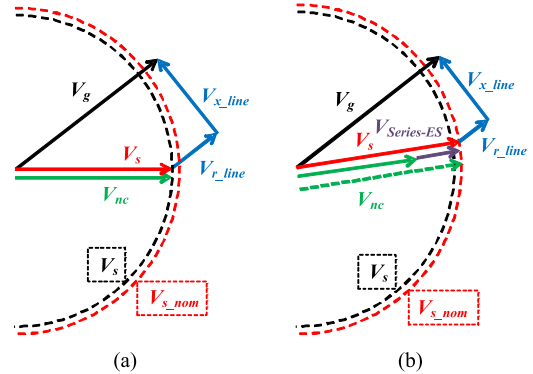 V_g
V_x_line
V_s
V_r_line
V_nc
V_s
V_s_nom
(a)
V_g
V_x_line
V_Series-ES
V_s
V_r_line
V_nc
V_s
V_s_nom
(b)